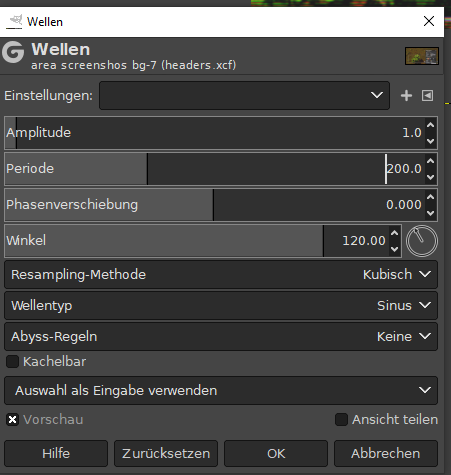 Wellen
Wellen
area screenshos bg-7 (headers.xcf)
Einstellungen:
Amplitude 1.0
Periode 200.0
Phasenverschiebung 0.000
Winkel 120.00
Resampling-Methode Kubisch
Wellentyp Sinus
Abyss-Regeln Keine
Kachelbar
Auswahl als Eingabe verwenden
Vorschau Ansicht teilen
Hilfe Zurücksetzen OK Abbrechen